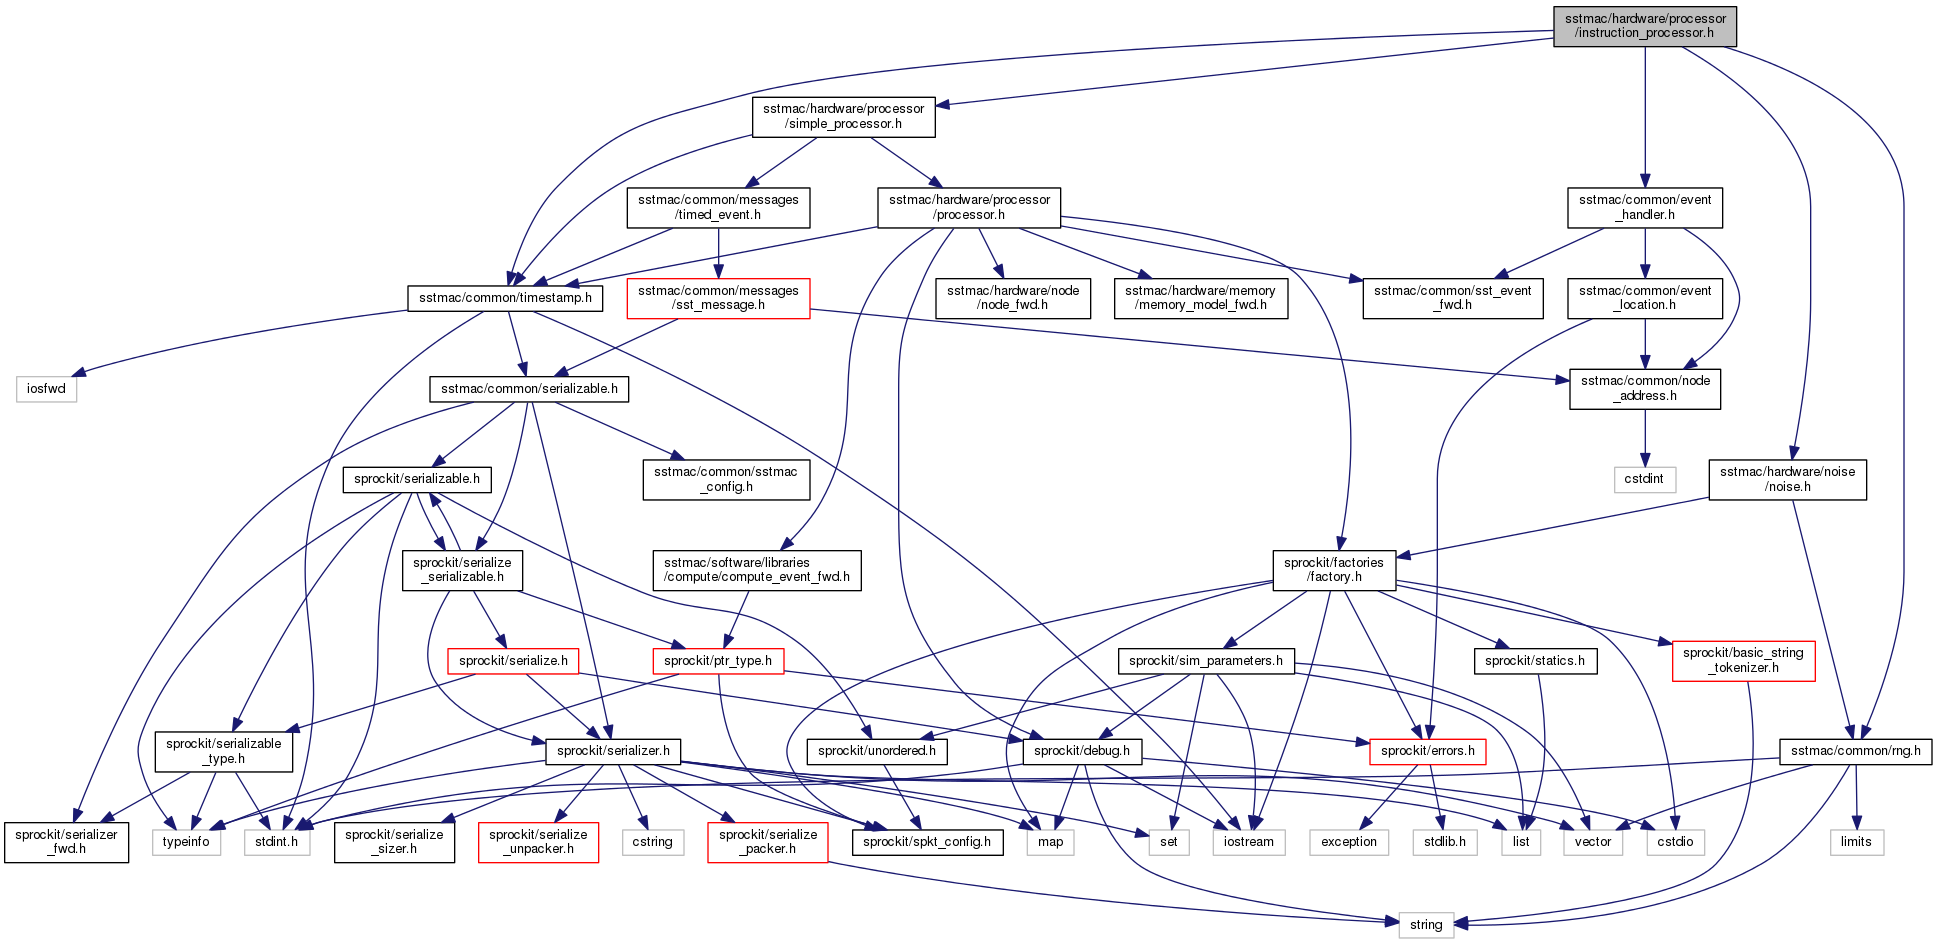 sstmac/hardware/processor
/instruction_processor.h
sstmac/hardware/processor
/simple_processor.h
sstmac/common/messages
/timed_event.h
sstmac/hardware/processor
/processor.h
sstmac/common/event
_handler.h
sstmac/common/timestamp.h
sstmac/common/messages
/sst_message.h
sstmac/hardware/node
/node_fwd.h
sstmac/hardware/memory
/memory_model_fwd.h
sstmac/common/sst_event
_fwd.h
sstmac/common/event
_location.h
iosfwd
sstmac/common/serializable.h
sstmac/common/node
_address.h
sprockit/serializable.h
sstmac/common/sstmac
_config.h
cstdint
sstmac/hardware/noise
/noise.h
sprockit/serialize
_serializable.h
sstmac/software/libraries
/compute/compute_event_fwd.h
sprockit/factories
/factory.h
sprockit/serialize.h
sprockit/ptr_type.h
sprockit/sim_parameters.h
sprockit/statics.h
sprockit/basic_string
_tokenizer.h
sprockit/serializable
_type.h
sprockit/serializer.h
sprockit/unordered.h
sprockit/debug.h
sprockit/errors.h
sstmac/common/rng.h
sprockit/serializer
_fwd.h
typeinfo
stdint.h
sprockit/serialize
_sizer.h
sprockit/serialize
_unpacker.h
cstring
sprockit/serialize
_packer.h
sprockit/spkt_config.h
map
set
iostream
exception
stdlib.h
list
vector
cstdio
limits
string